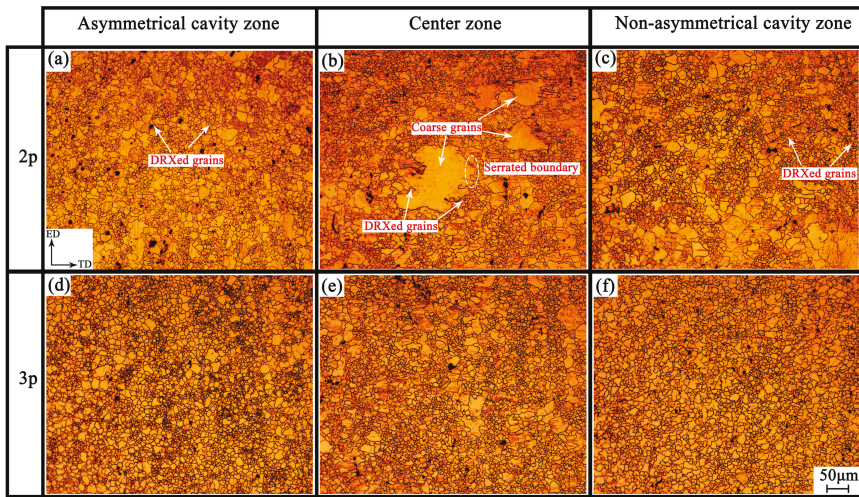 Asymmetrical cavity zone
Center zone
Non-asymmetrical cavity zone
2p
(a)
DRXed grains
ED
TD
(b)
Coarse grains
Serrated boundary
DRXed grains
(c)
DRXed grains
3p
(d)
(e)
(f)
50μm